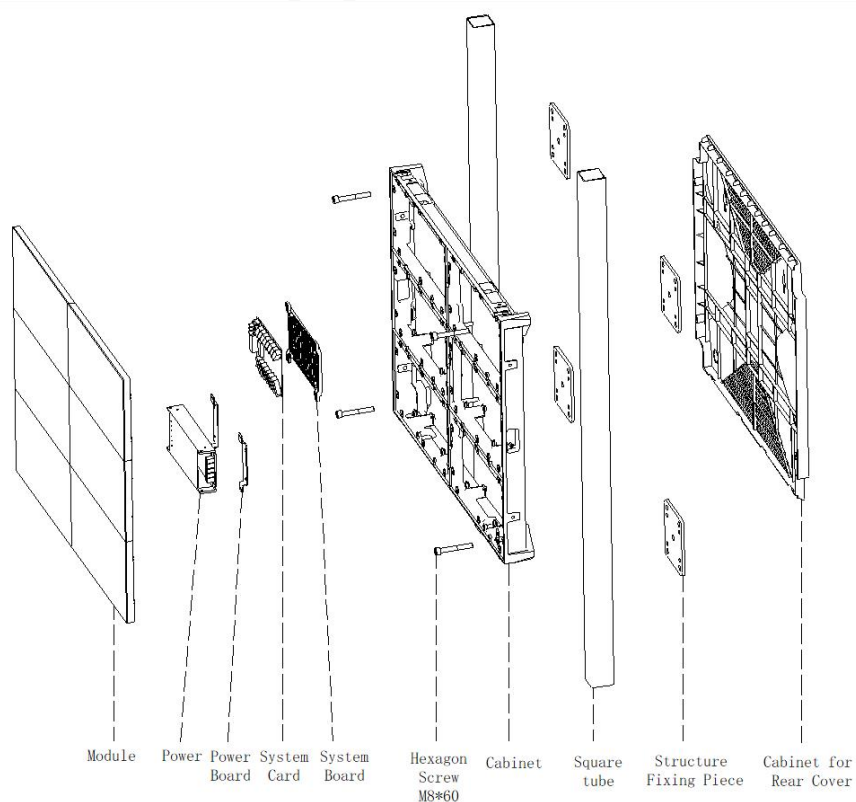 Module
Power
Power
Board
System
Card
System
Board
Hexagon
Screw
M8*60
Cabinet
Square
tube
Structure
Fixing Piece
Cabinet for
Rear Cover